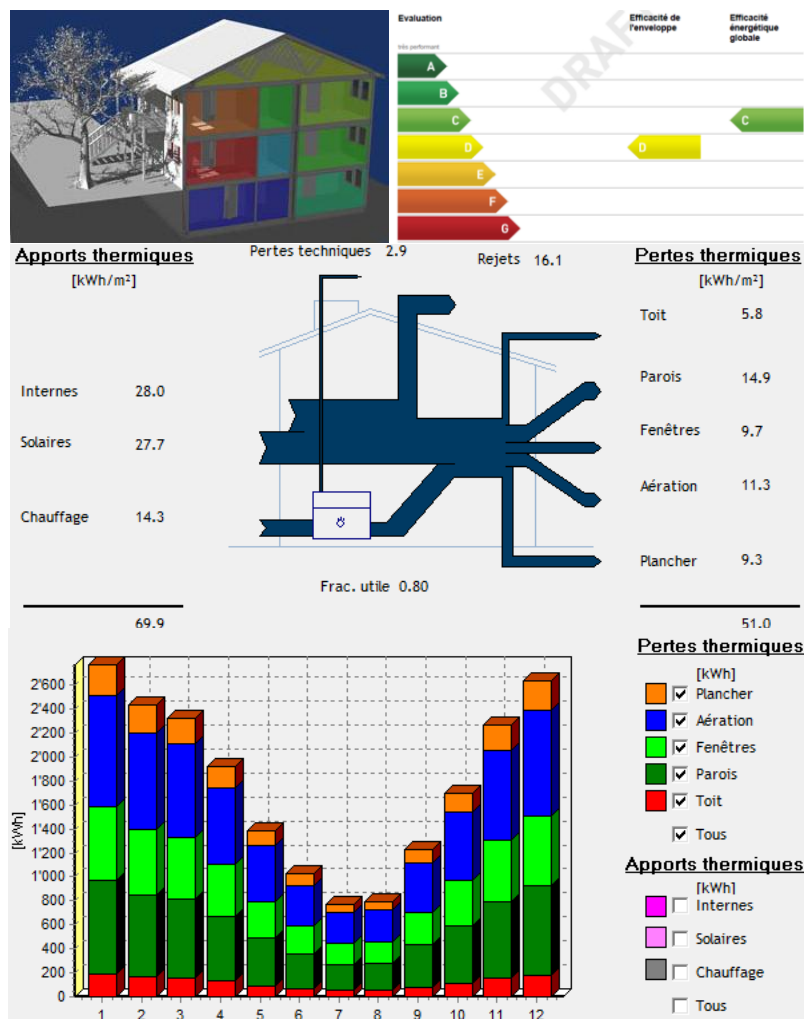 Evaluation
Efficacité de
l'enveloppe
Efficacité
énergétique
globale
très performant
DRAF
A
B
C
C
D
D
E
F
G
Apports thermiques
[kWh/m²]
Pertes techniques 2.9
Rejets 16.1
Pertes thermiques
[kWh/m²]
Toit 5.8
Internes 28.0
Parois 14.9
Solaires 27.7
Fenêtres 9.7
Aération 11.3
Chauffage 14.3
Plancher 9.3
Frac. utile 0.80
69.9
51.0
Pertes thermiques
[kWh]
Plancher
Aération
Fenêtres
Parois
Toit
Tous
Apports thermiques
[kWh]
Internes
Solaires
Chauffage
Tous
[kWh]
2'600
2'400
2'200
2'000
1'800
1'600
1'400
1'200
1'000
800
600
400
200
0
1 2 3 4 5 6 7 8 9 10 11 12